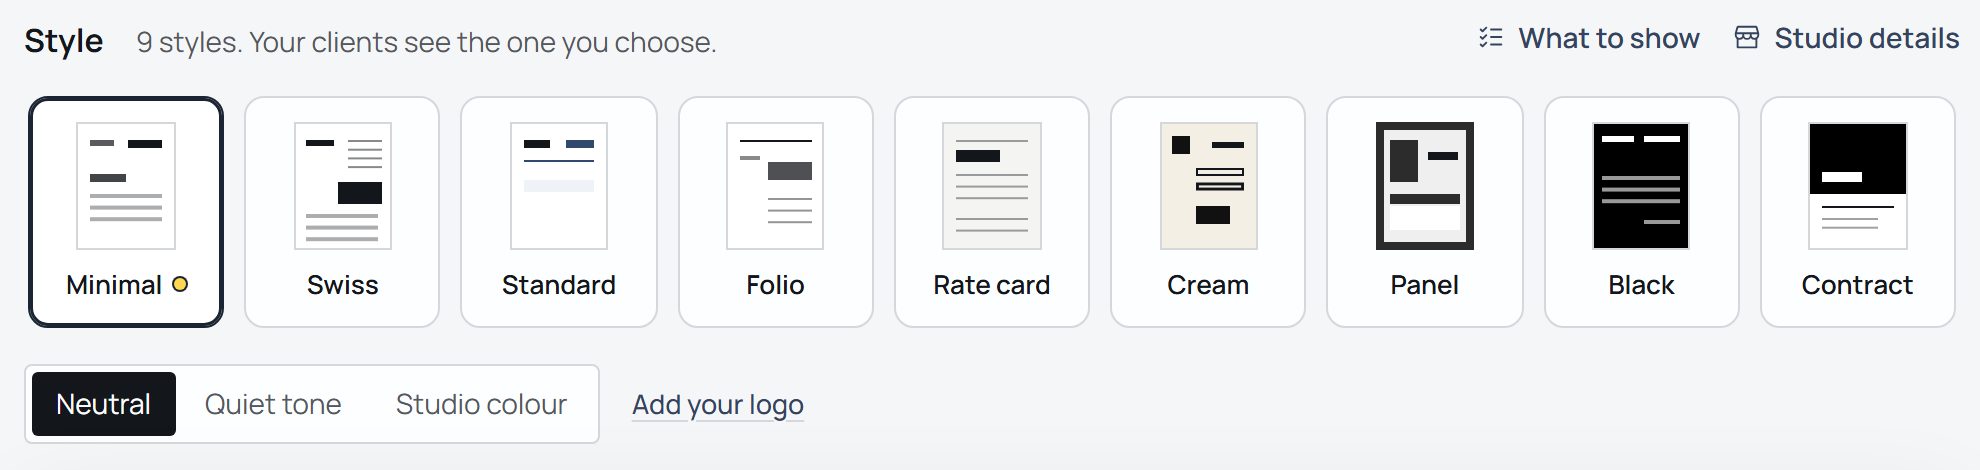 Style
9 styles. Your clients see the one you choose.
What to show
Studio details
Minimal
Swiss
Standard
Folio
Rate card
Cream
Panel
Black
Contract
Neutral
Quiet tone
Studio colour
Add your logo